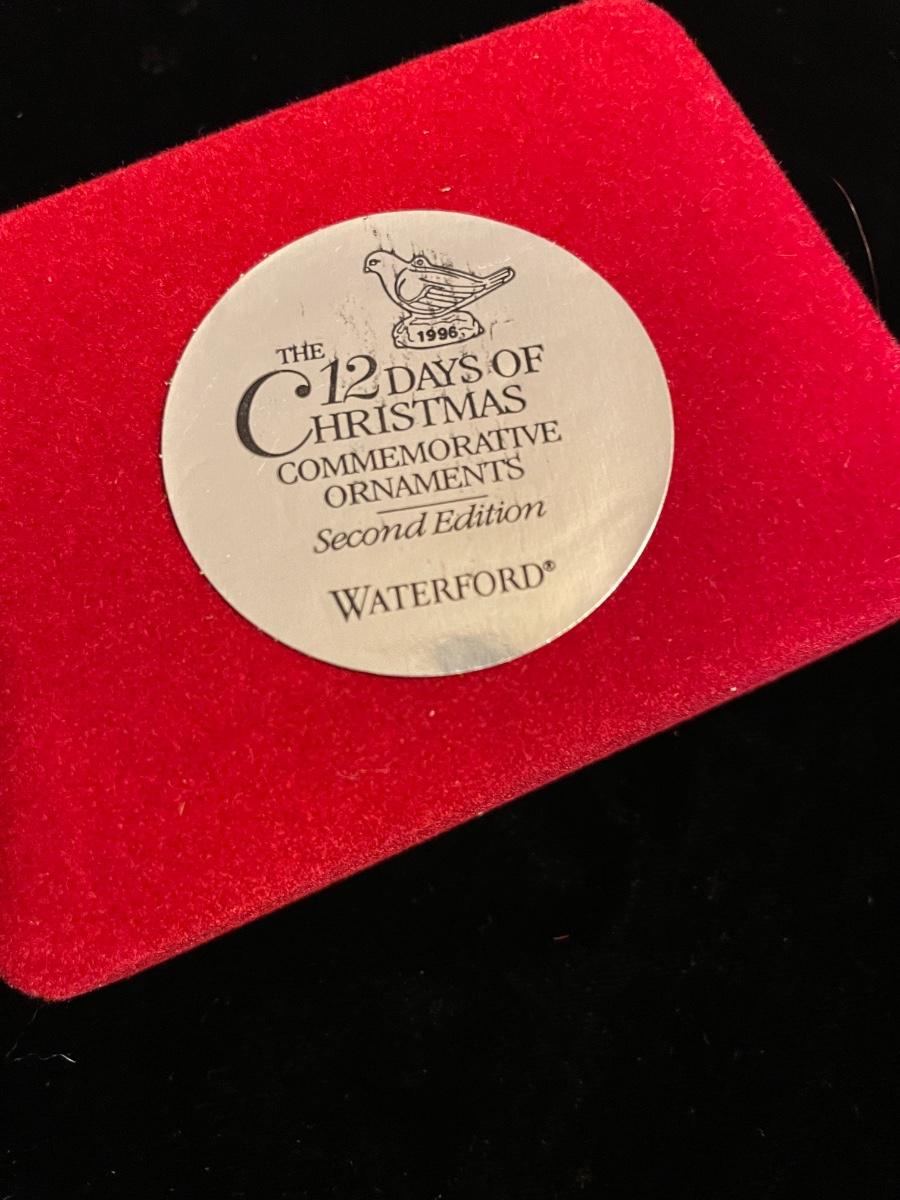 1996
THE
12 DAYS OF
CHRISTMAS
COMMEMORATIVE
ORNAMENTS
Second Edition
WATERFORD®